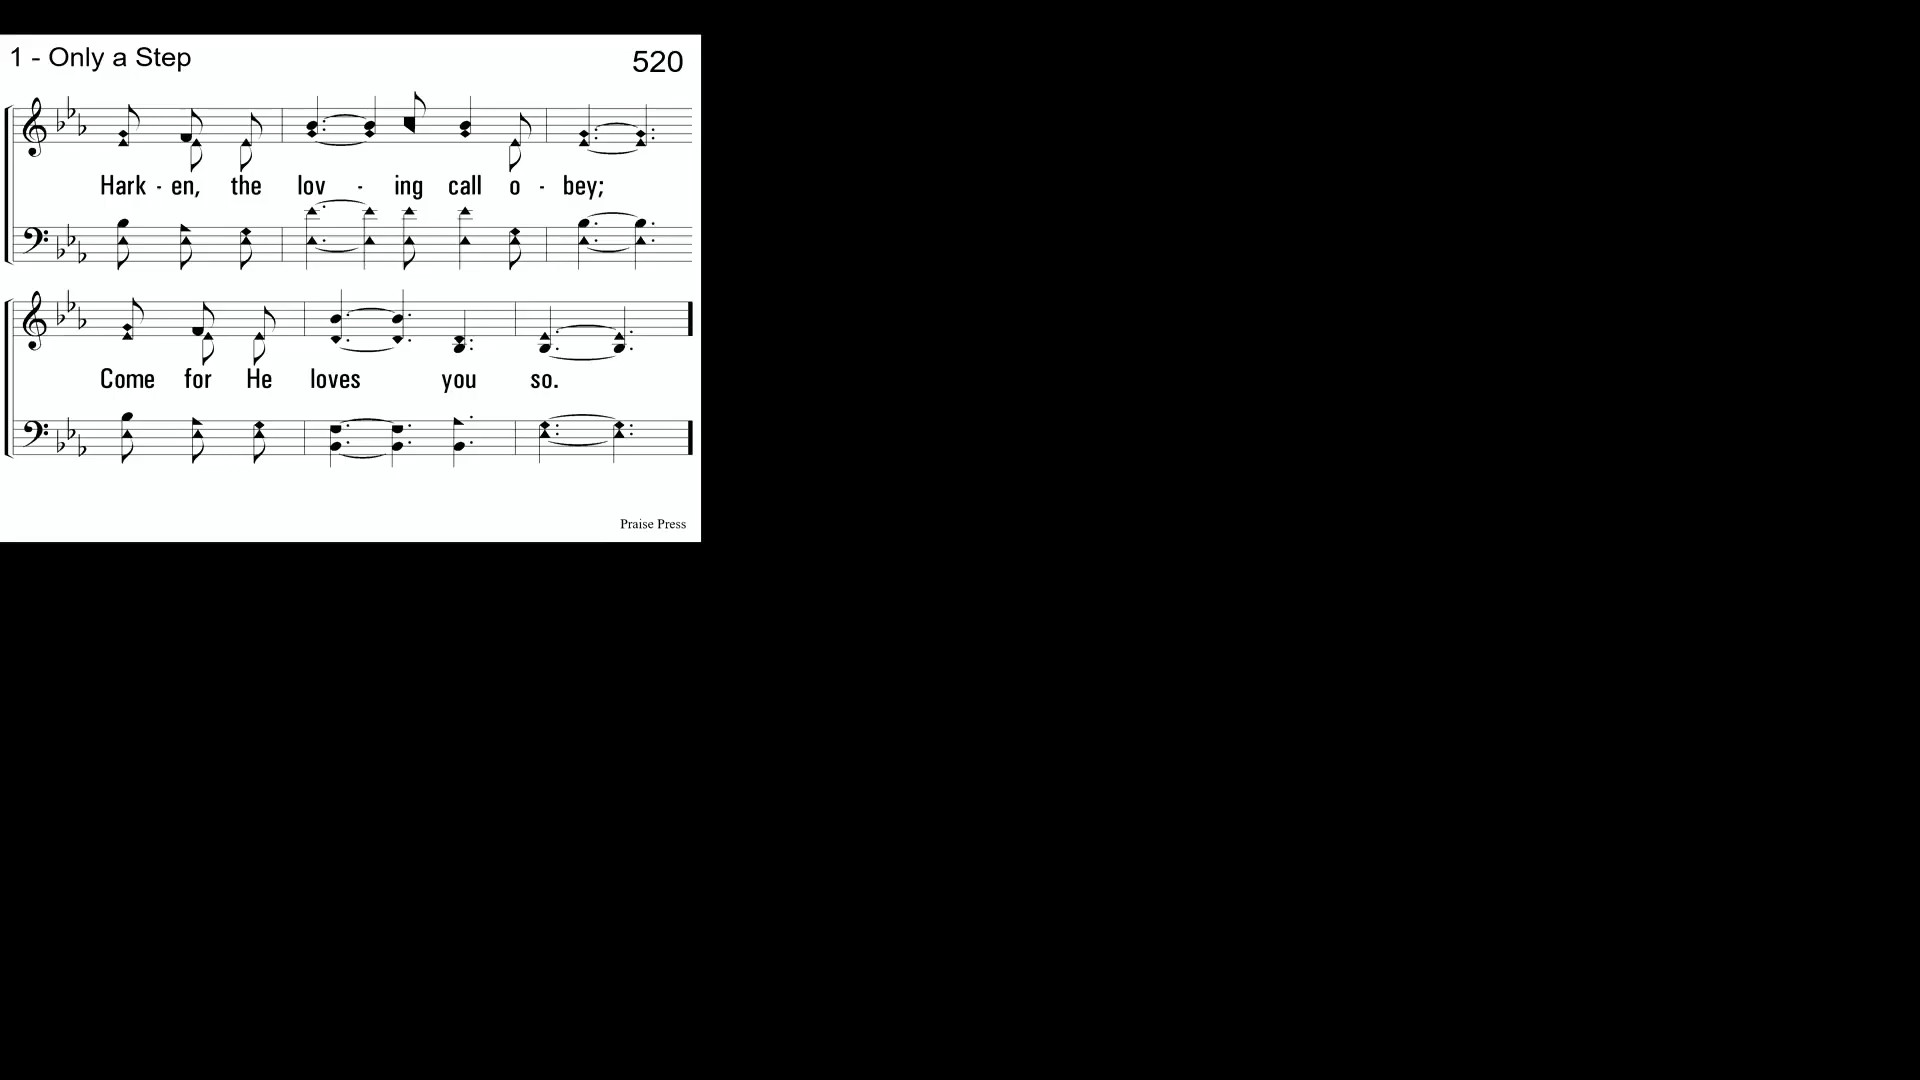 1 - Only a Step
520
Hark - en, the lov - ing call o - bey;
Come for He loves you so.
Praise Press